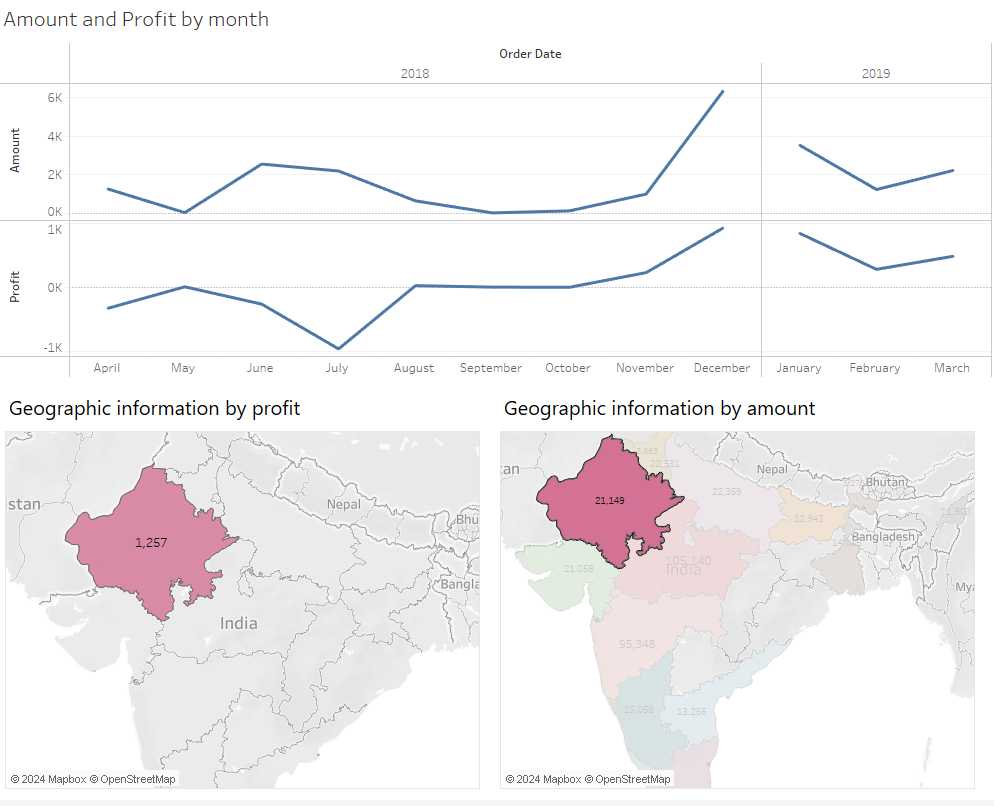 Amount and Profit by month
Order Date
2018
2019
Amount
6K
4K
2K
0K
Profit
1K
0K
-1K
April
May
June
July
August
September
October
November
December
January
February
March
Geographic information by profit
Geographic information by amount
stan
Nepal
Bhu
1,257
Bangla
India
© 2024 Mapbox © OpenStreetMap
tan
22,531
Nepal
21,149
22,359
Bhutan
12,943
Bangladesh
21,058
105,140
India
Mya
95,348
15,058
13,256
© 2024 Mapbox © OpenStreetMap